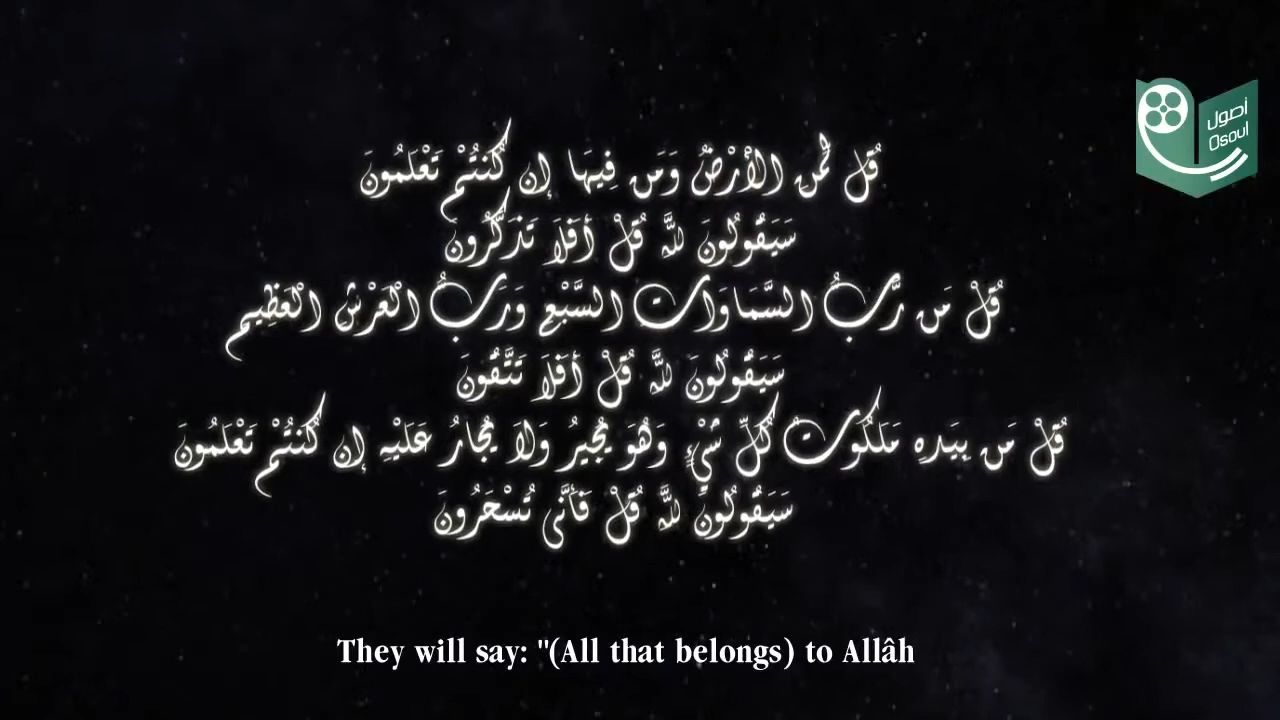 قُل لِّمَنِ الْأَرْضُ وَمَن فِيهَا إِن كُنتُمْ تَعْلَمُونَ
سَيَقُولُونَ لِلَّهِ قُلْ أَفَلَا تَذَكَّرُونَ
قُلْ مَن رَّبُّ السَّمَاوَاتِ السَّبْعِ وَرَبُّ الْعَرْشِ الْعَظِيمِ
سَيَقُولُونَ لِلَّهِ قُلْ أَفَلَا تَتَّقُونَ
قُلْ مَن بِيَدِهِ مَلَكُوتُ كُلِّ شَيْءٍ وَهُوَ يُجِيرُ وَلَا يُجَارُ عَلَيْهِ إِن كُنتُمْ تَعْلَمُونَ
سَيَقُولُونَ لِلَّهِ قُلْ فَأَنَّى تُسْحَرُونَ
أصول
Osoul
They will say: "(All that belongs) to Allâh